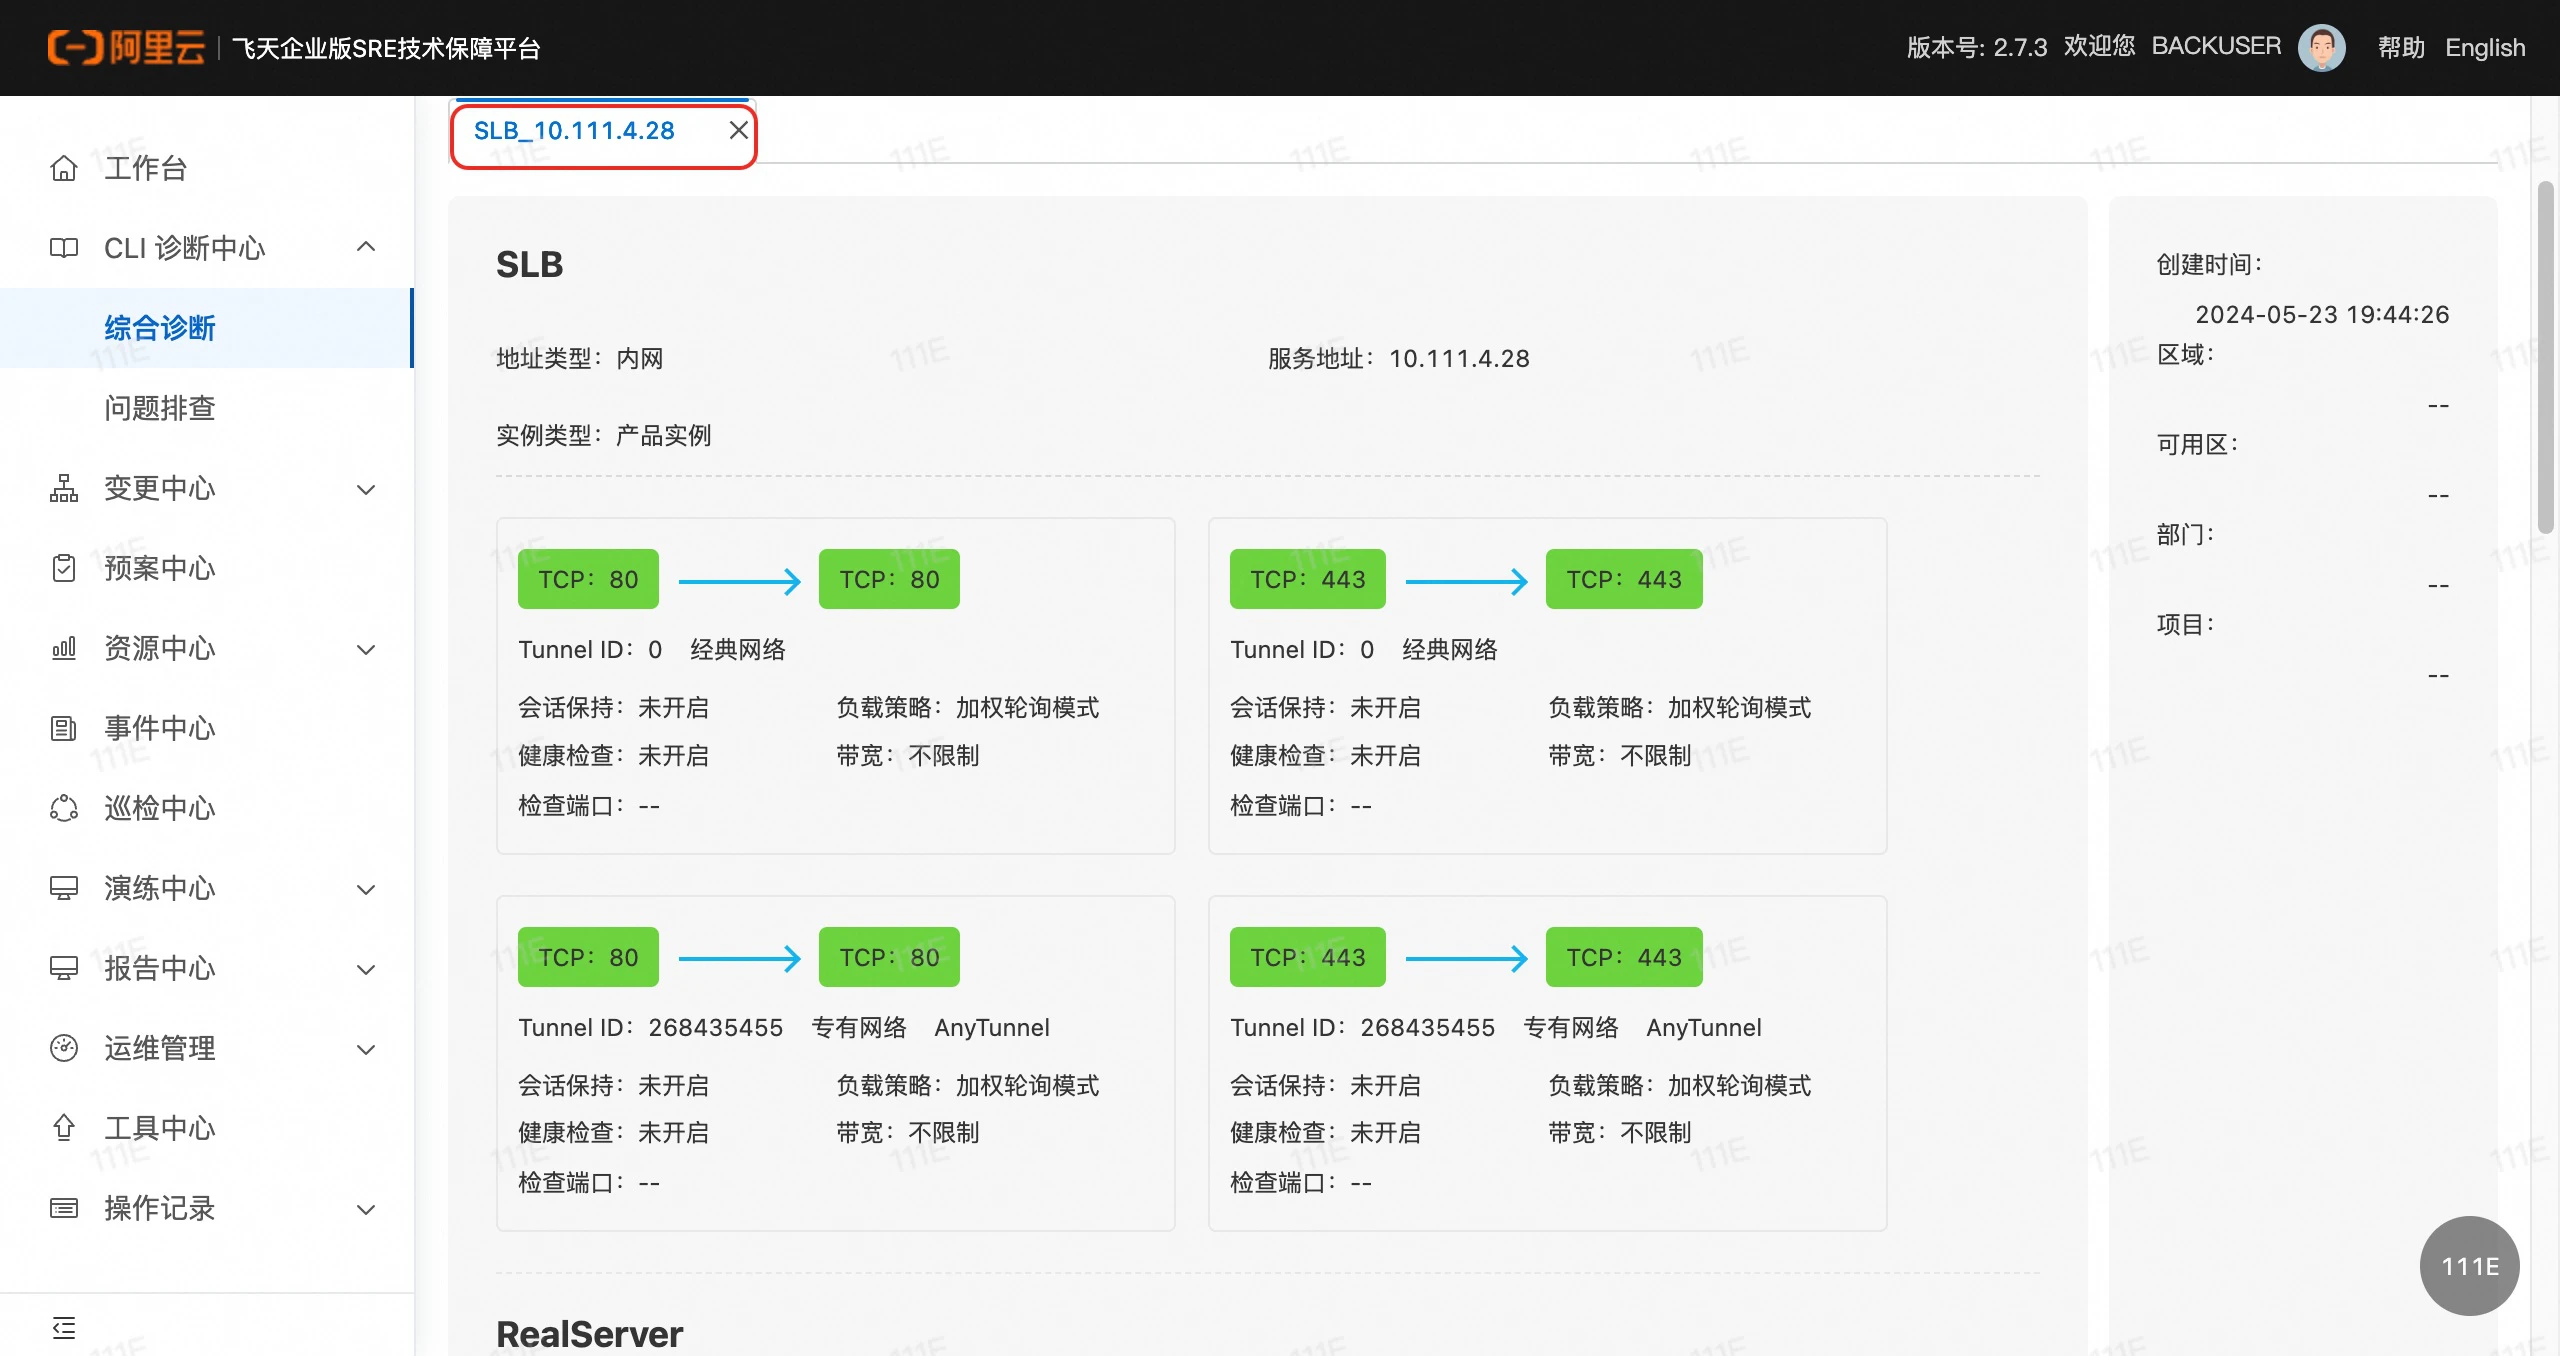 阿里云 飞天企业版SRE技术保障平台
版本号: 2.7.3 欢迎您 BACKUSER 帮助 English
工作台
CLI 诊断中心
综合诊断
问题排查
变更中心
预案中心
资源中心
事件中心
巡检中心
演练中心
报告中心
运维管理
工具中心
操作记录
SLB_10.111.4.28
SLB
地址类型：内网 服务地址：10.111.4.28
实例类型：产品实例
TCP：80 TCP：80
Tunnel ID：0 经典网络
会话保持：未开启 负载策略：加权轮询模式
健康检查：未开启 带宽：不限制
检查端口：--
TCP：443 TCP：443
Tunnel ID：0 经典网络
会话保持：未开启 负载策略：加权轮询模式
健康检查：未开启 带宽：不限制
检查端口：--
TCP：80 TCP：80
Tunnel ID：268435455 专有网络 AnyTunnel
会话保持：未开启 负载策略：加权轮询模式
健康检查：未开启 带宽：不限制
检查端口：--
TCP：443 TCP：443
Tunnel ID：268435455 专有网络 AnyTunnel
会话保持：未开启 负载策略：加权轮询模式
健康检查：未开启 带宽：不限制
检查端口：--
RealServer
创建时间：
2024-05-23 19:44:26
区域：
--
可用区：
--
部门：
--
项目：
--
111E